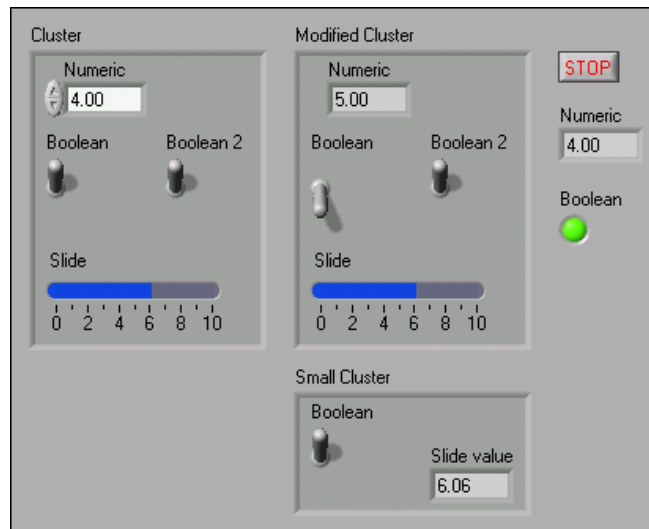 Cluster
Numeric
4.00
Boolean Boolean 2
Slide
0 2 4 6 8 10
Modified Cluster
Numeric
5.00
Boolean Boolean 2
Slide
0 2 4 6 8 10
STOP
Numeric
4.00
Boolean
Small Cluster
Boolean
Slide value
6.06